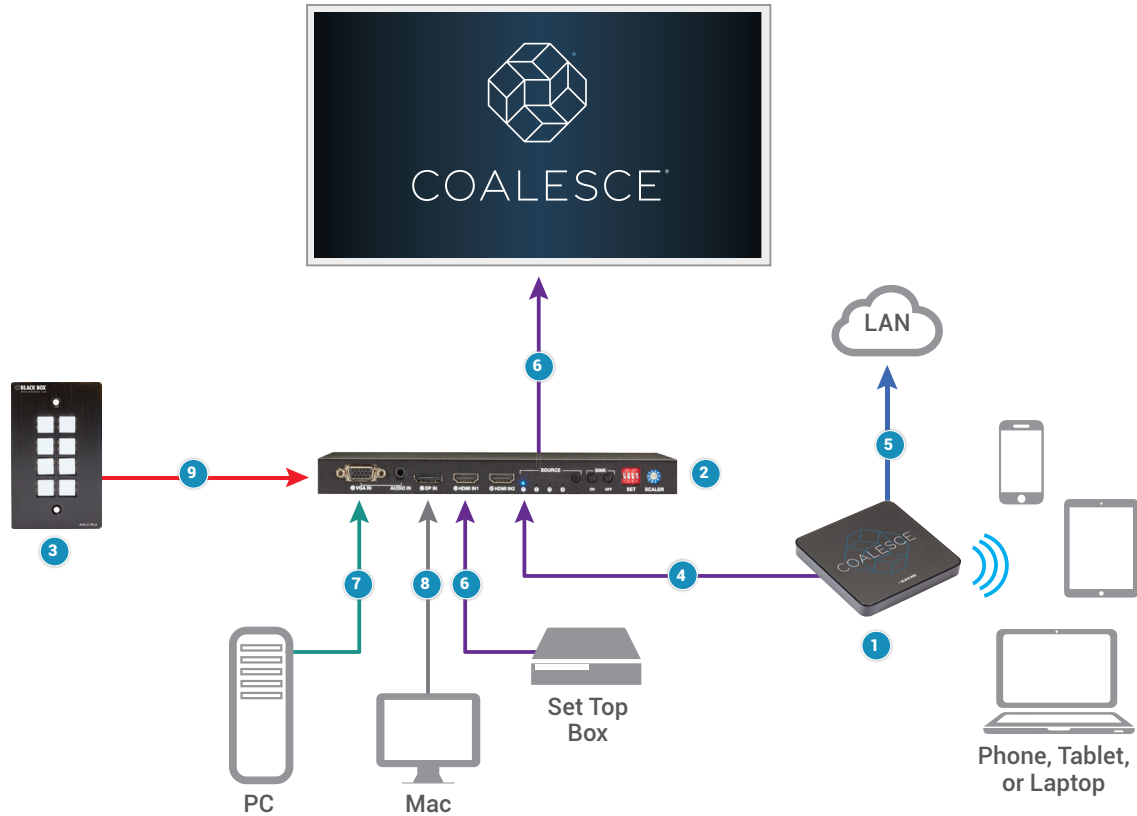 COALESCE®
LAN
6
BLACK BOX
5
9
2
VGA IN
AUDIO IN
DP IN
HDMI IN1
HDMI IN2
SOURCE
SINK
ON
OFF
SET
SCALER
3
COALESCE
BLACK BOX
7
8
6
4
1
Set Top
Box
PC
Mac
Phone, Tablet,
or Laptop